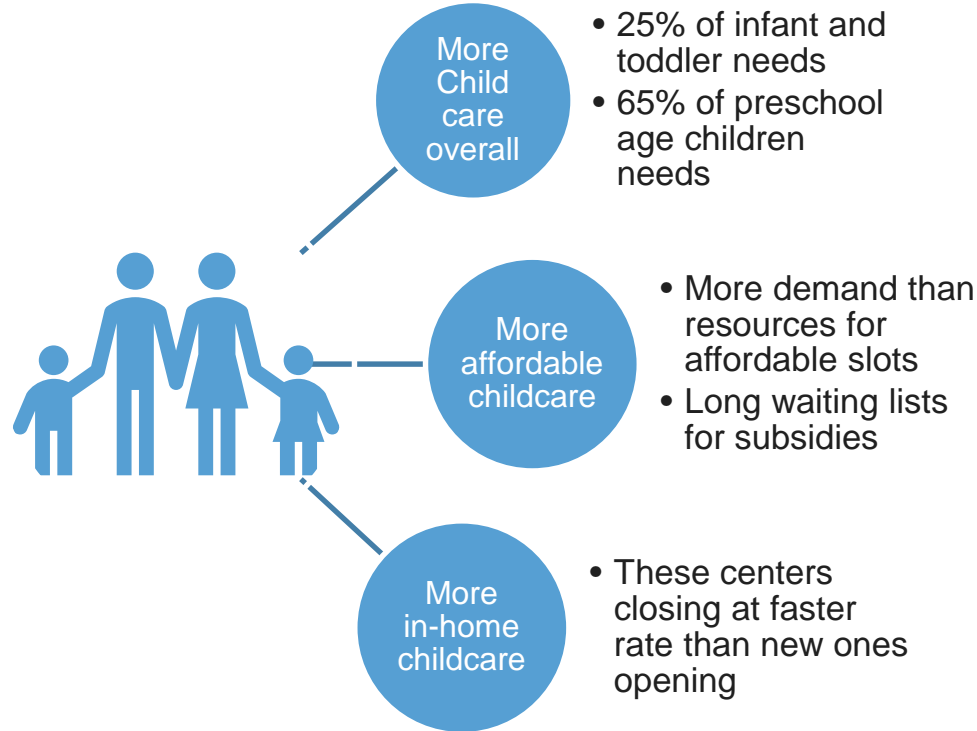 More
Child
care
overall
• 25% of infant and
toddler needs
• 65% of preschool
age children
needs
More
affordable
childcare
• More demand than
resources for
affordable slots
• Long waiting lists
for subsidies
More
in-home
childcare
• These centers
closing at faster
rate than new ones
opening